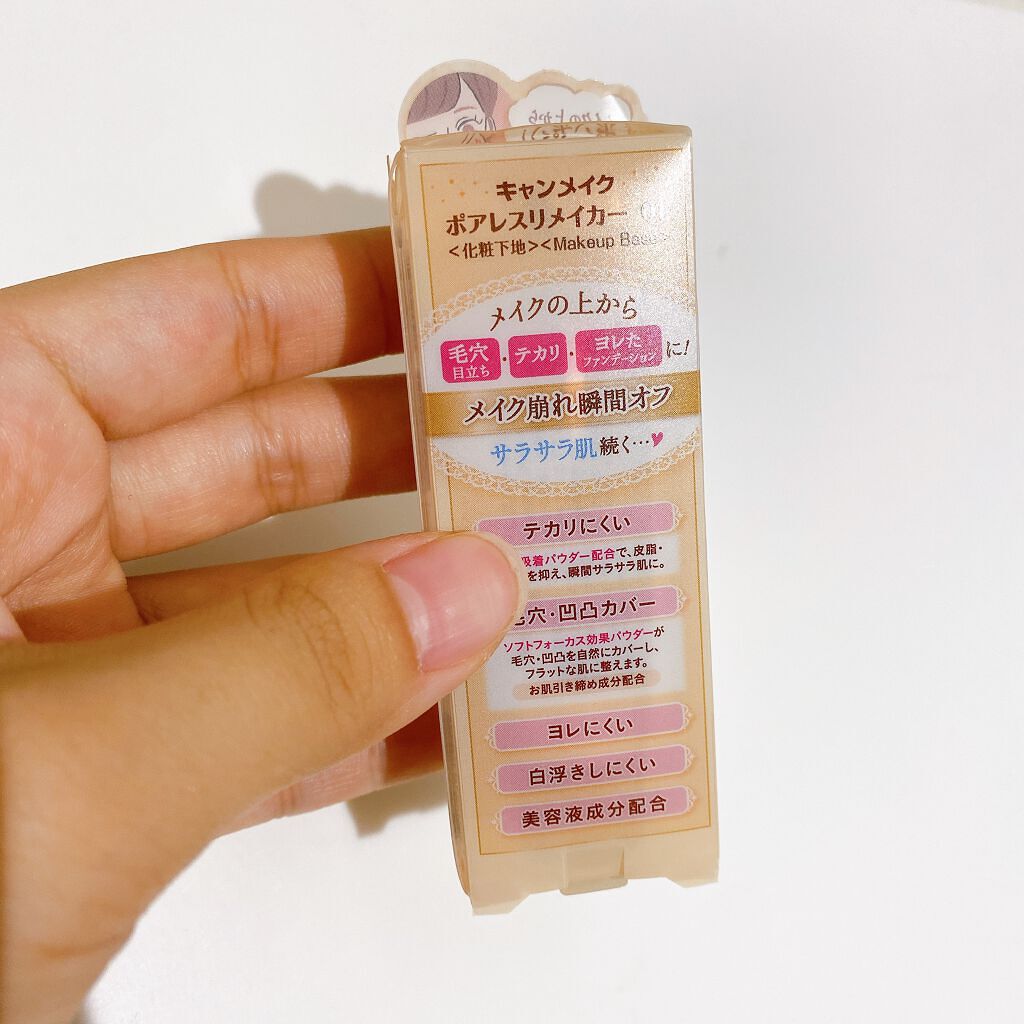 キャンメイク
ポアレスリメイカー
<化粧下地><Makeup Base>
メイクの上から
毛穴
目立ち
・テカリ・
ヨレた
ファンデーション
に!
メイク崩れ瞬間オフ
サラサラ肌続く…
テカリにくい
吸着パウダー配合で、皮脂・
を抑え、瞬間サラサラ肌に。
穴・凹凸カバー
ソフトフォーカス効果パウダーが
毛穴・凹凸を自然にカバーし、
フラットな肌に整えます。
お肌引き締め成分配合
ヨレにくい
白浮きしにくい
美容液成分配合